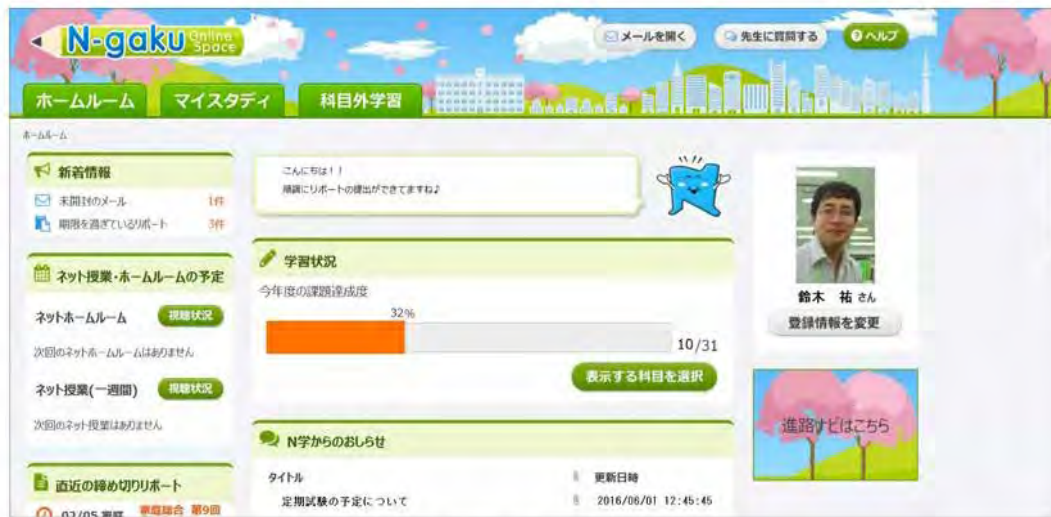 N-gaku Online Space
メールを開く
先生に質問する
ヘルプ
ホームルーム
マイスタディ
科目外学習
ホームルーム
新着情報
未開封のメール 1件
期限を過ぎているリポート 3件
ネット授業・ホームルームの予定
ネットホームルーム 視聴状況
次回のネットホームルームはありません
ネット授業(一週間) 視聴状況
次回のネット授業はありません
直近の締め切りリポート
02/05 家庭 家庭総合 第9回
こんにちは!!
順調にリポートの提出ができてますね♪
学習状況
今年度の課題達成度
32%
10/31
表示する科目を選択
N学からのおしらせ
タイトル 更新日時
定期試験の予定について 2016/06/01 12:45:45
鈴木 祐 さん
登録情報を変更
進路ナビはこちら